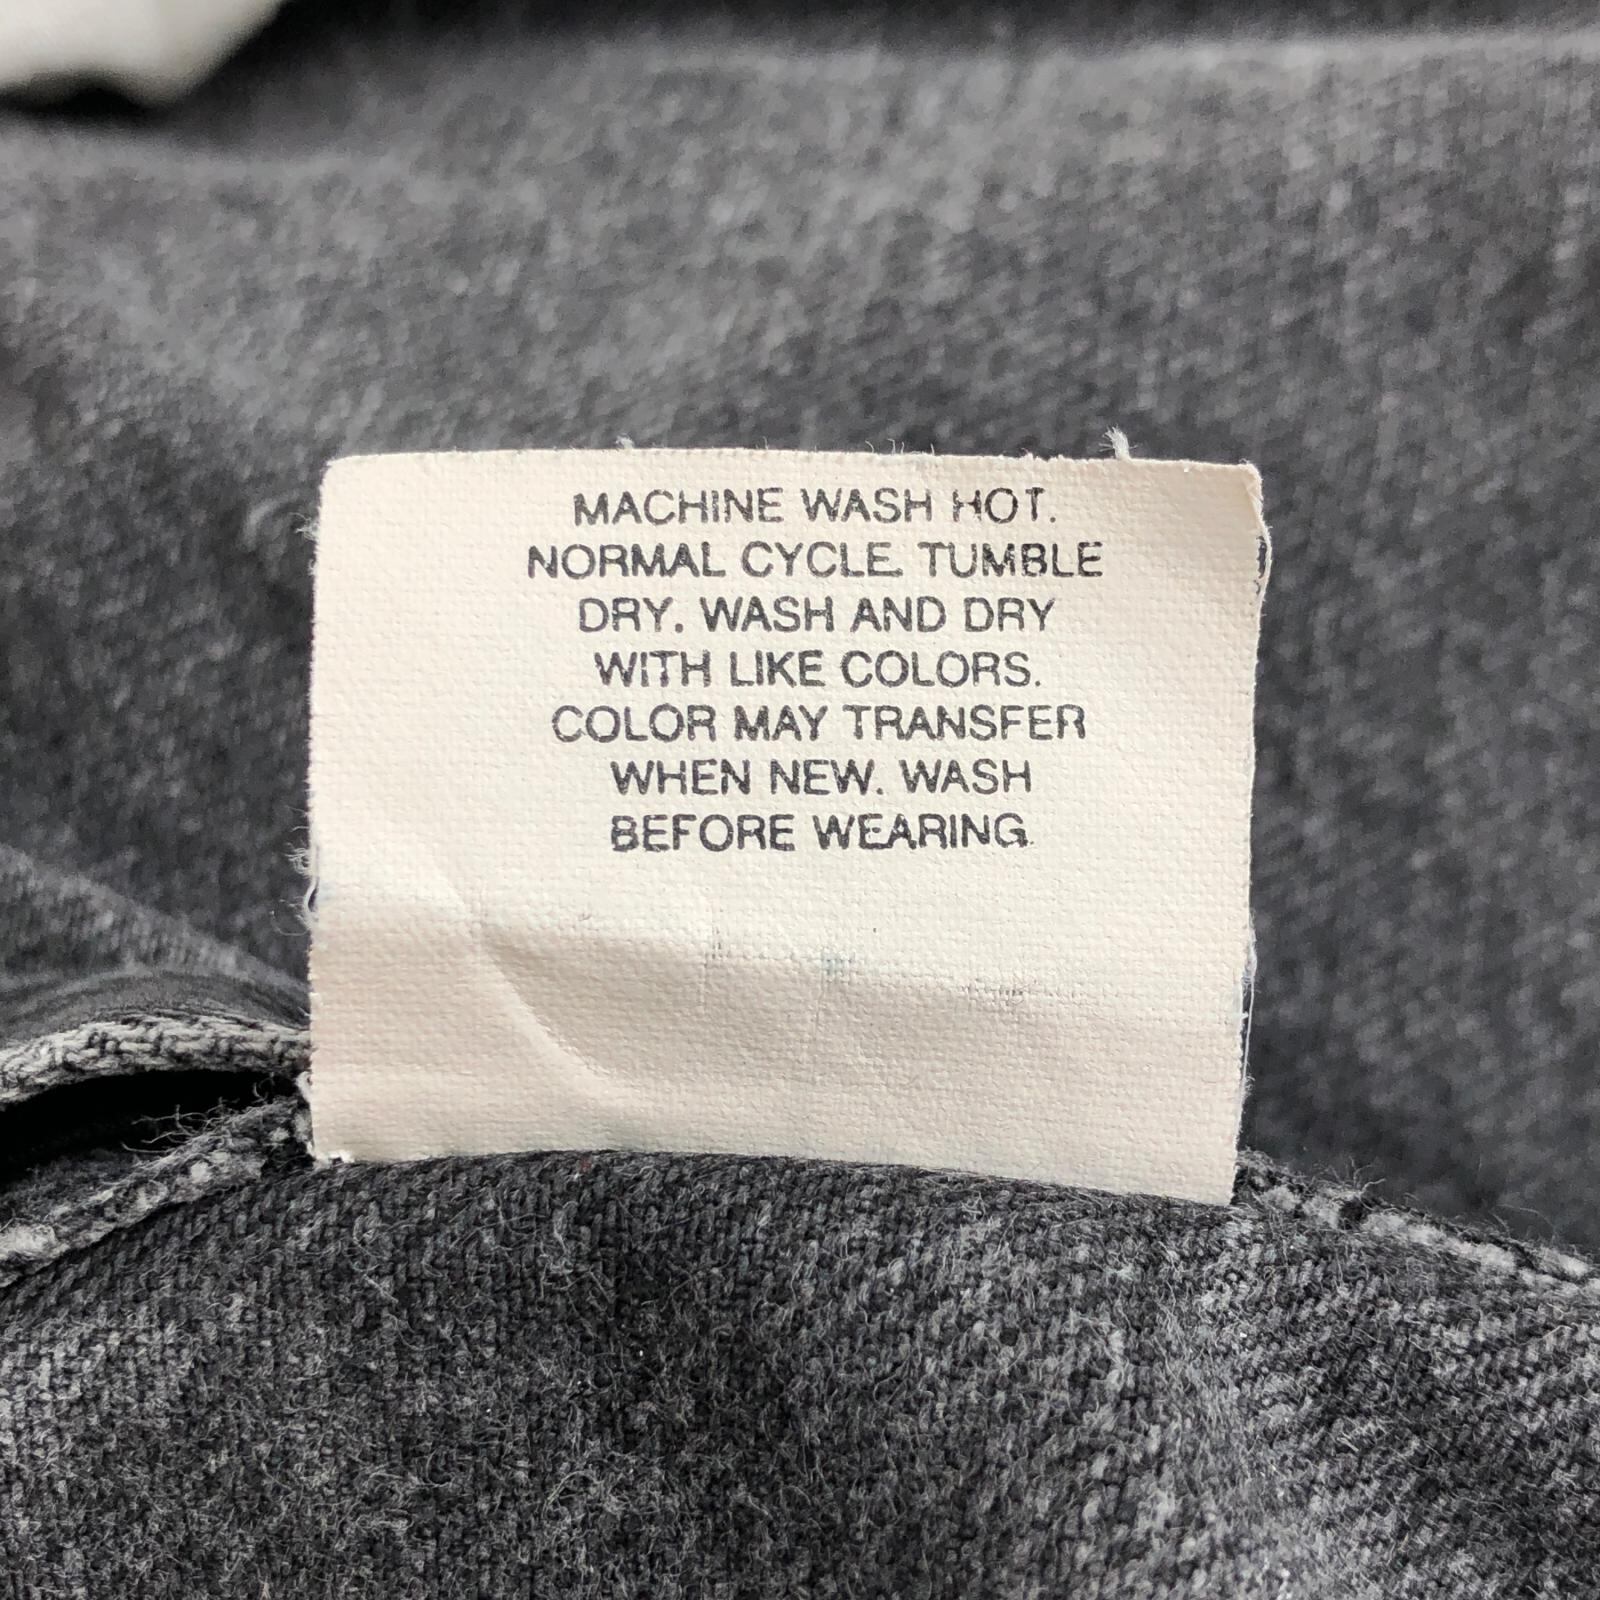 MACHINE WASH HOT.
NORMAL CYCLE. TUMBLE
DRY. WASH AND DRY
WITH LIKE COLORS.
COLOR MAY TRANSFER
WHEN NEW. WASH
BEFORE WEARING.